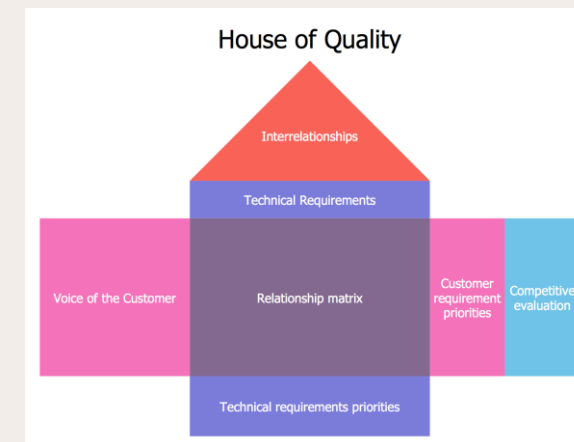 House of Quality
Interrelationships
Technical Requirements
Voice of the Customer
Relationship matrix
Customer
requirement
priorities
Competitive
evaluation
Technical requirements priorities